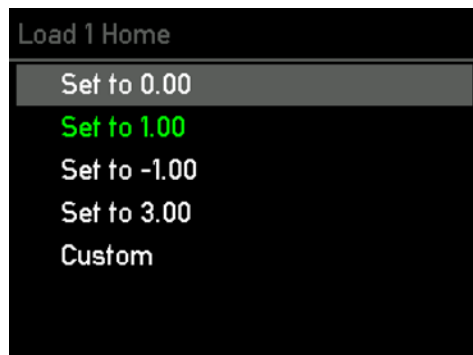 Load 1 Home
Set to 0.00
Set to 1.00
Set to -1.00
Set to 3.00
Custom